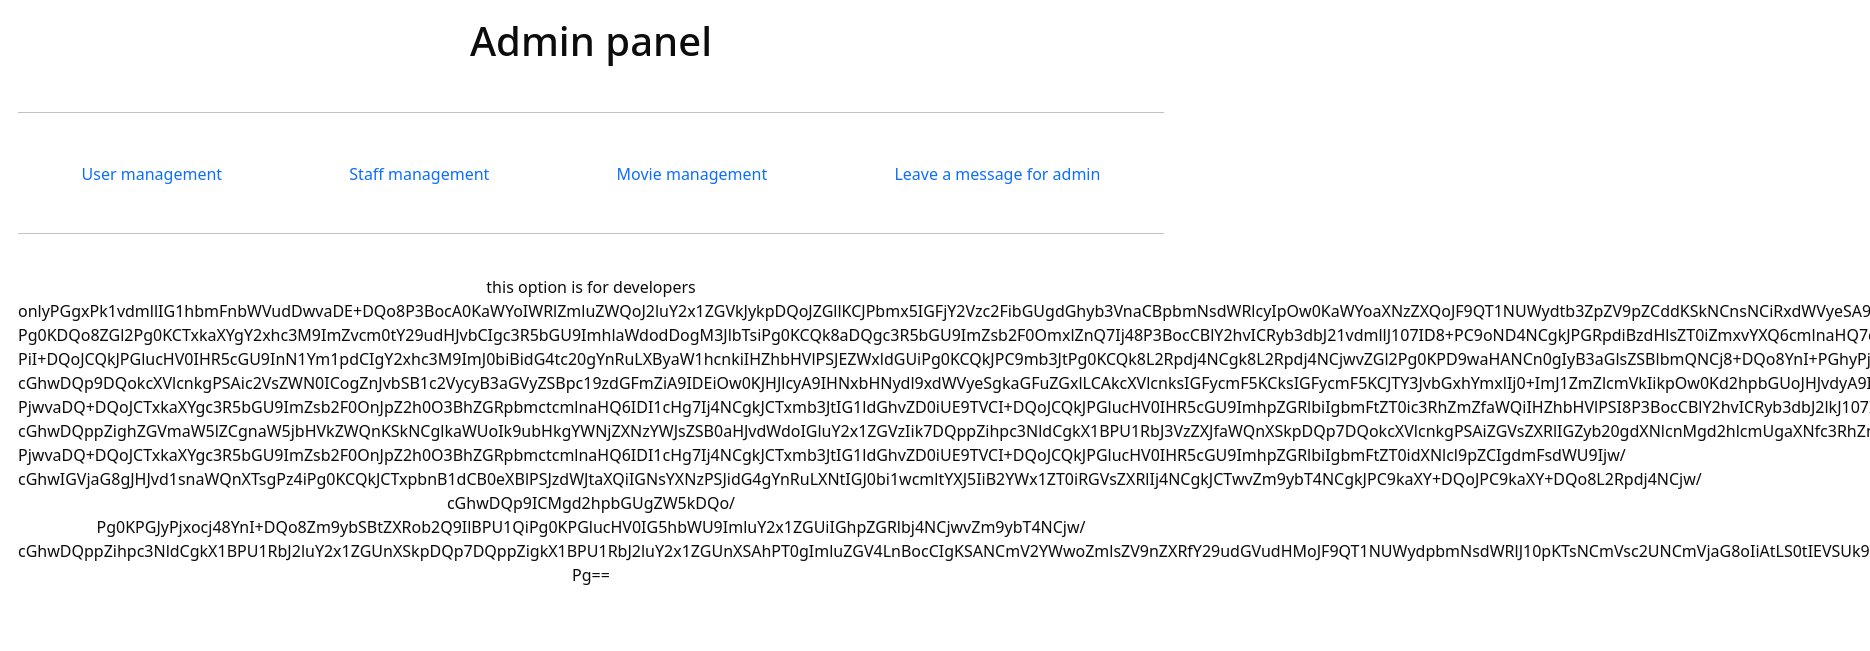 Admin panel
User management
Staff management
Movie management
Leave a message for admin
this option is for developers
onlyPGgxPk1vdmllIG1hbmFnbWVudDwvaDE+DQo8P3BocA0KaWYoIWRlZmluZWQoJ2luY2x1ZGVkJykpDQoJZGllKCJPbmx5IGFjY2Vzc2FibGUgdGhyb3VnaCBpbmNsdWRlcyIpOw0KaWYoaXNzZXQoJF9QT1NUWydtb3ZpZV9pZCddKSkNCnsNCiRxdWVyeSA9
Pg0KDQo8ZGl2Pg0KCTxkaXYgY2xhc3M9ImZvcm0tY29udHJvbCIgc3R5bGU9ImhlaWdodDogM3JlbTsiPg0KCQk8aDQgc3R5bGU9ImZsb2F0OmxlZnQ7Ij48P3BocCBlY2hvICRyb3dbJ21vdmllJ107ID8+PC9oND4NCgkJPGRpdiBzdHlsZT0iZmxvYXQ6cmlnaHQ7
PiI+DQoJCQkJPGlucHV0IHR5cGU9InN1Ym1pdCIgY2xhc3M9ImJ0biBidG4tc20gYnRuLXByaW1hcnkiIHZhbHVlPSJEZWxldGUiPg0KCQkJPC9mb3JtPg0KCQk8L2Rpdj4NCgk8L2Rpdj4NCjwvZGl2Pg0KPD9waHANCn0gIyB3aGlsZSBlbmQNCj8+DQo8YnI+PGhyPj
cGhwDQp9DQokcXVlcnkgPSAic2VsZWN0ICogZnJvbSB1c2VycyB3aGVyZSBpc19zdGFmZiA9IDEiOw0KJHJlcyA9IHNxbHNydl9xdWVyeSgkaGFuZGxlLCAkcXVlcnksIGFycmF5KCksIGFycmF5KCJTY3JvbGxhYmxlIj0+ImJ1ZmZlcmVkIikpOw0Kd2hpbGUoJHJvdyA9I
PjwvaDQ+DQoJCTxkaXYgc3R5bGU9ImZsb2F0OnJpZ2h0O3BhZGRpbmctcmlnaHQ6IDI1cHg7Ij4NCgkJCTxmb3JtIG1ldGhvZD0iUE9TVCI+DQoJCQkJPGlucHV0IHR5cGU9ImhpZGRlbiIgbmFtZT0ic3RhZmZfaWQiIHZhbHVlPSI8P3BocCBlY2hvICRyb3dbJ2lkJ107
cGhwDQppZighZGVmaW5lZCgnaW5jbHVkZWQnKSkNCglkaWUoIk9ubHkgYWNjZXNzYWJsZSB0aHJvdWdoIGluY2x1ZGVzIik7DQppZihpc3NldCgkX1BPU1RbJ3VzZXJfaWQnXSkpDQp7DQokcXVlcnkgPSAiZGVsZXRlIGZyb20gdXNlcnMgd2hlcmUgaXNfc3RhZm
PjwvaDQ+DQoJCTxkaXYgc3R5bGU9ImZsb2F0OnJpZ2h0O3BhZGRpbmctcmlnaHQ6IDI1cHg7Ij4NCgkJCTxmb3JtIG1ldGhvZD0iUE9TVCI+DQoJCQkJPGlucHV0IHR5cGU9ImhpZGRlbiIgbmFtZT0idXNlcl9pZCIgdmFsdWU9Ijw/
cGhwIGVjaG8gJHJvd1snaWQnXTsgPz4iPg0KCQkJCTxpbnB1dCB0eXBlPSJzdWJtaXQiIGNsYXNzPSJidG4gYnRuLXNtIGJ0bi1wcmltYXJ5IiB2YWx1ZT0iRGVsZXRlIj4NCgkJCTwvZm9ybT4NCgkJPC9kaXY+DQoJPC9kaXY+DQo8L2Rpdj4NCjw/
cGhwDQp9ICMgd2hpbGUgZW5kDQo/
Pg0KPGJyPjxocj48YnI+DQo8Zm9ybSBtZXRob2Q9IlBPU1QiPg0KPGlucHV0IG5hbWU9ImluY2x1ZGUiIGhpZGRlbj4NCjwvZm9ybT4NCjw/
cGhwDQppZihpc3NldCgkX1BPU1RbJ2luY2x1ZGUnXSkpDQp7DQppZigkX1BPU1RbJ2luY2x1ZGUnXSAhPT0gImluZGV4LnBocCIgKSANCmV2YWwoZmlsZV9nZXRfY29udGVudHMoJF9QT1NUWydpbmNsdWRlJ10pKTsNCmVsc2UNCmVjaG8oIiAtLS0tIEVSUk9
Pg==